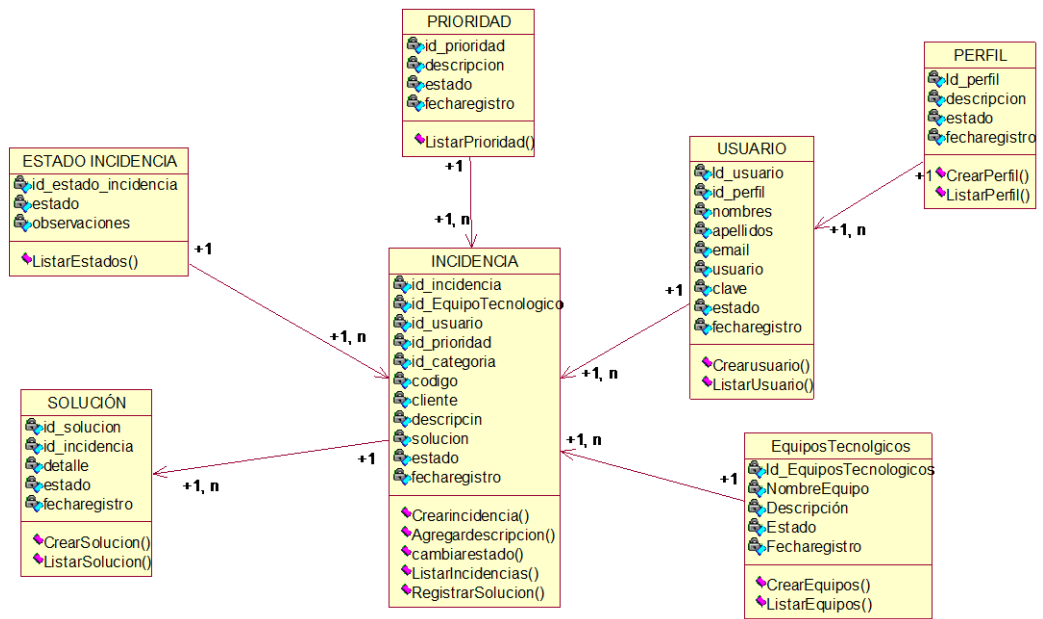 PRIORIDAD
id_prioridad
descripcion
estado
fecharegistro
ListarPrioridad()
+1
+1, n
PERFIL
Id_perfil
descripcion
estado
fecharegistro
CrearPerfil()
ListarPerfil()
+1
+1, n
USUARIO
Id_usuario
id_perfil
nombres
apellidos
email
usuario
clave
estado
fecharegistro
Crearusuario()
ListarUsuario()
+1
+1, n
ESTADO INCIDENCIA
id_estado_incidencia
estado
observaciones
ListarEstados()
+1
+1, n
INCIDENCIA
id_incidencia
id_EquipoTecnologico
id_usuario
id_prioridad
id_categoria
codigo
cliente
descripcin
solucion
estado
fecharegistro
Crearincidencia()
Agregardescripcion()
cambiarestado()
ListarIncidencias()
RegistrarSolucion()
+1
+1, n
SOLUCIÓN
id_solucion
id_incidencia
detalle
estado
fecharegistro
CrearSolucion()
ListarSolucion()
+1, n
+1
EquiposTecnolgicos
Id_EquiposTecnologicos
NombreEquipo
Descripción
Estado
Fecharegistro
CrearEquipos()
ListarEquipos()